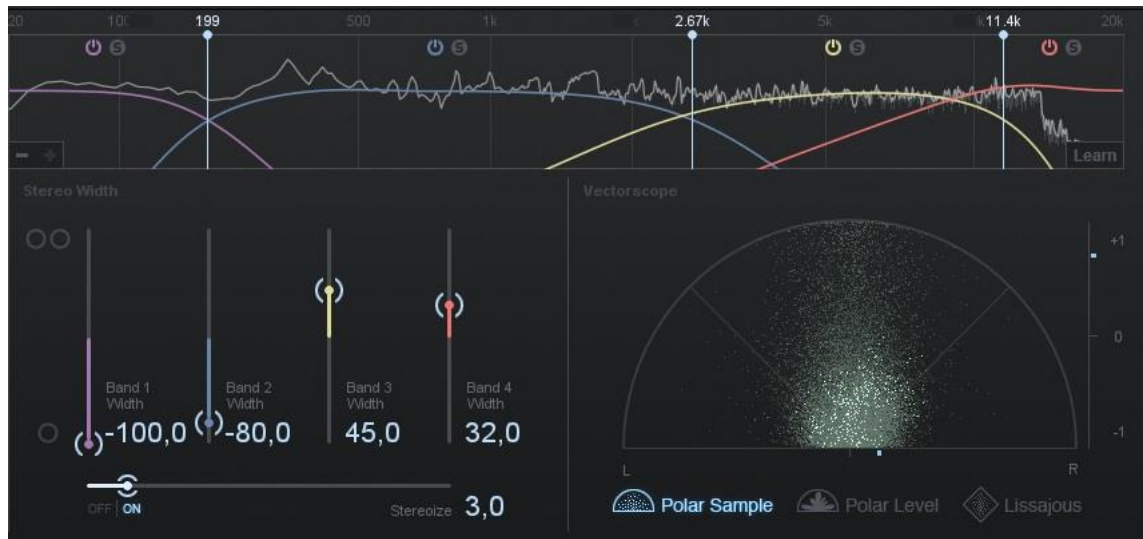 20 100 199 500 1k 2.67k 5k 11.4k 20k
S S S S
Learn
Stereo Width Vectorscope
+1
0
Band 1 Band 2 Band 3 Band 4
Width Width Width Width
-100,0 -80,0 45,0 32,0
-1
L R
OFF | ON Stereoize 3,0
Polar Sample Polar Level Lissajous